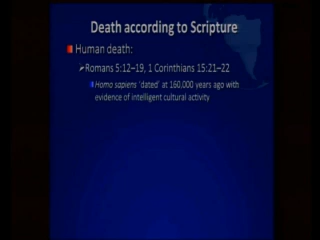 Death according to Scripture
Human death:
Romans 5:12–19, 1 Corinthians 15:21–22
Homo sapiens 'dated' at 160,000 years ago with
evidence of intelligent cultural activity